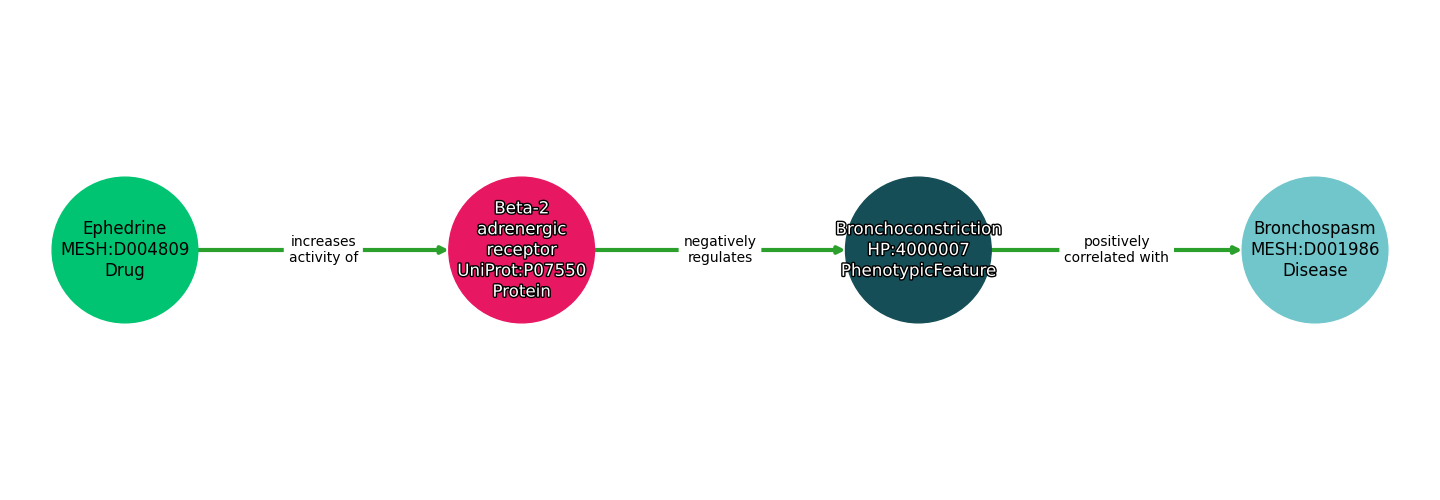 Ephedrine
MESH:D004809
Drug
increases
activity of
Beta-2
adrenergic
receptor
UniProt:P07550
Protein
negatively
regulates
Bronchoconstriction
HP:4000007
PhenotypicFeature
positively
correlated with
Bronchospasm
MESH:D001986
Disease